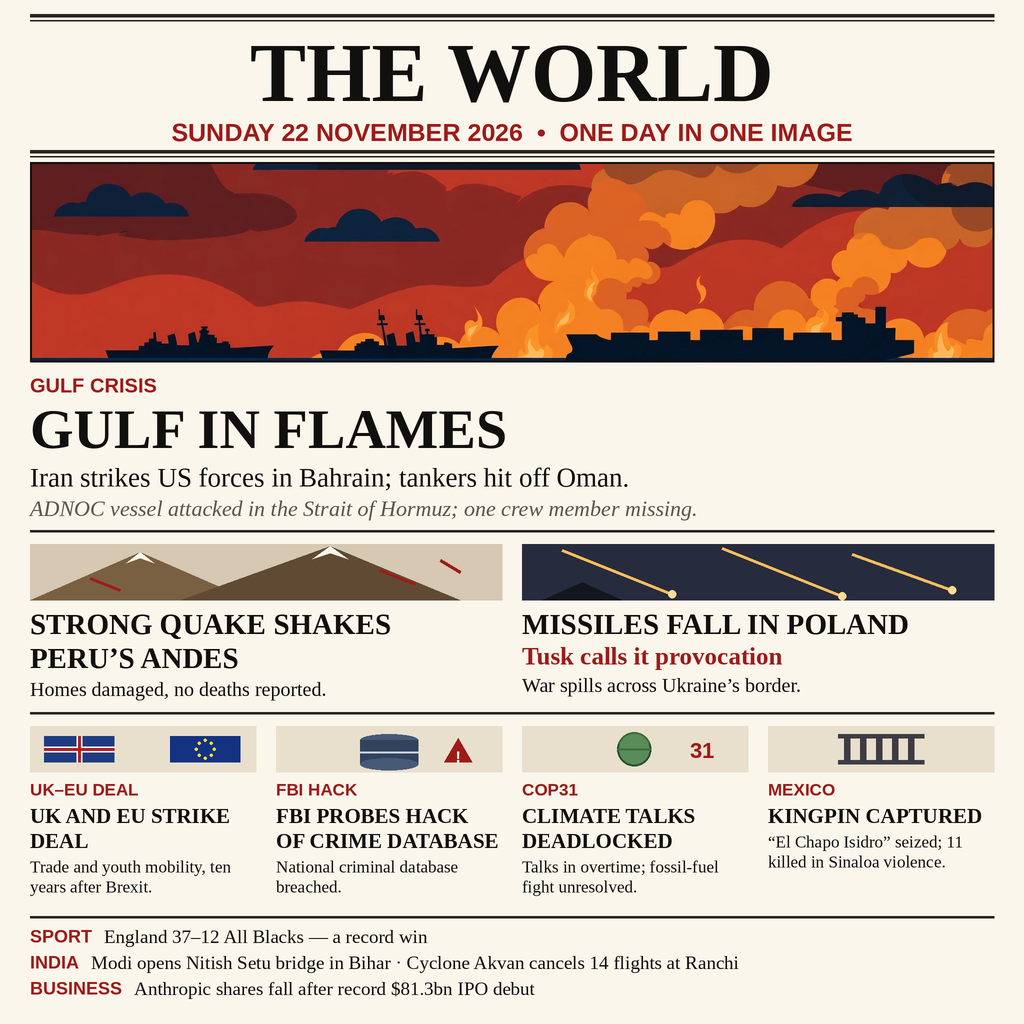 THE WORLD
SUNDAY 22 NOVEMBER 2026 • ONE DAY IN ONE IMAGE
GULF CRISIS
GULF IN FLAMES
Iran strikes US forces in Bahrain; tankers hit off Oman.
ADNOC vessel attacked in the Strait of Hormuz; one crew member missing.
STRONG QUAKE SHAKES
PERU’S ANDES
Homes damaged, no deaths reported.
MISSILES FALL IN POLAND
Tusk calls it provocation
War spills across Ukraine’s border.
UK–EU DEAL
UK AND EU STRIKE
DEAL
Trade and youth mobility, ten
years after Brexit.
!
FBI HACK
FBI PROBES HACK
OF CRIME DATABASE
National criminal database
breached.
31
COP31
CLIMATE TALKS
DEADLOCKED
Talks in overtime; fossil-fuel
fight unresolved.
MEXICO
KINGPIN CAPTURED
“El Chapo Isidro” seized; 11
killed in Sinaloa violence.
SPORT England 37–12 All Blacks — a record win
INDIA Modi opens Nitish Setu bridge in Bihar · Cyclone Akvan cancels 14 flights at Ranchi
BUSINESS Anthropic shares fall after record $81.3bn IPO debut